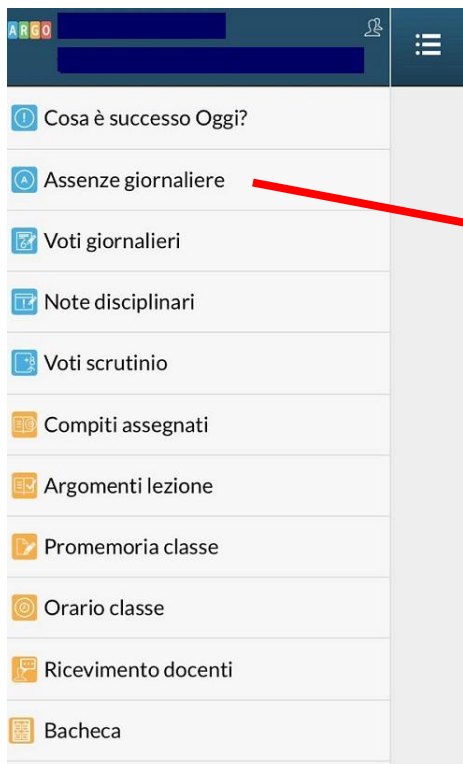 ARGO
Cosa è successo Oggi?
Assenze giornaliere
Voti giornalieri
Note disciplinari
Voti scrutinio
Compiti assegnati
Argomenti lezione
Promemoria classe
Orario classe
Ricevimento docenti
Bacheca